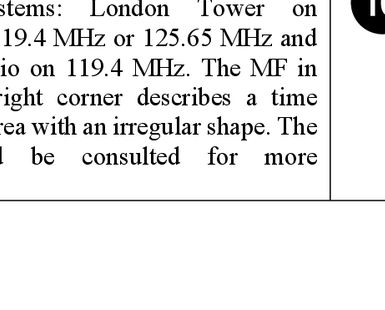 stems: London Tower on
19.4 MHz or 125.65 MHz and
io on 119.4 MHz. The MF in
right corner describes a time
rea with an irregular shape. The
be consulted for more